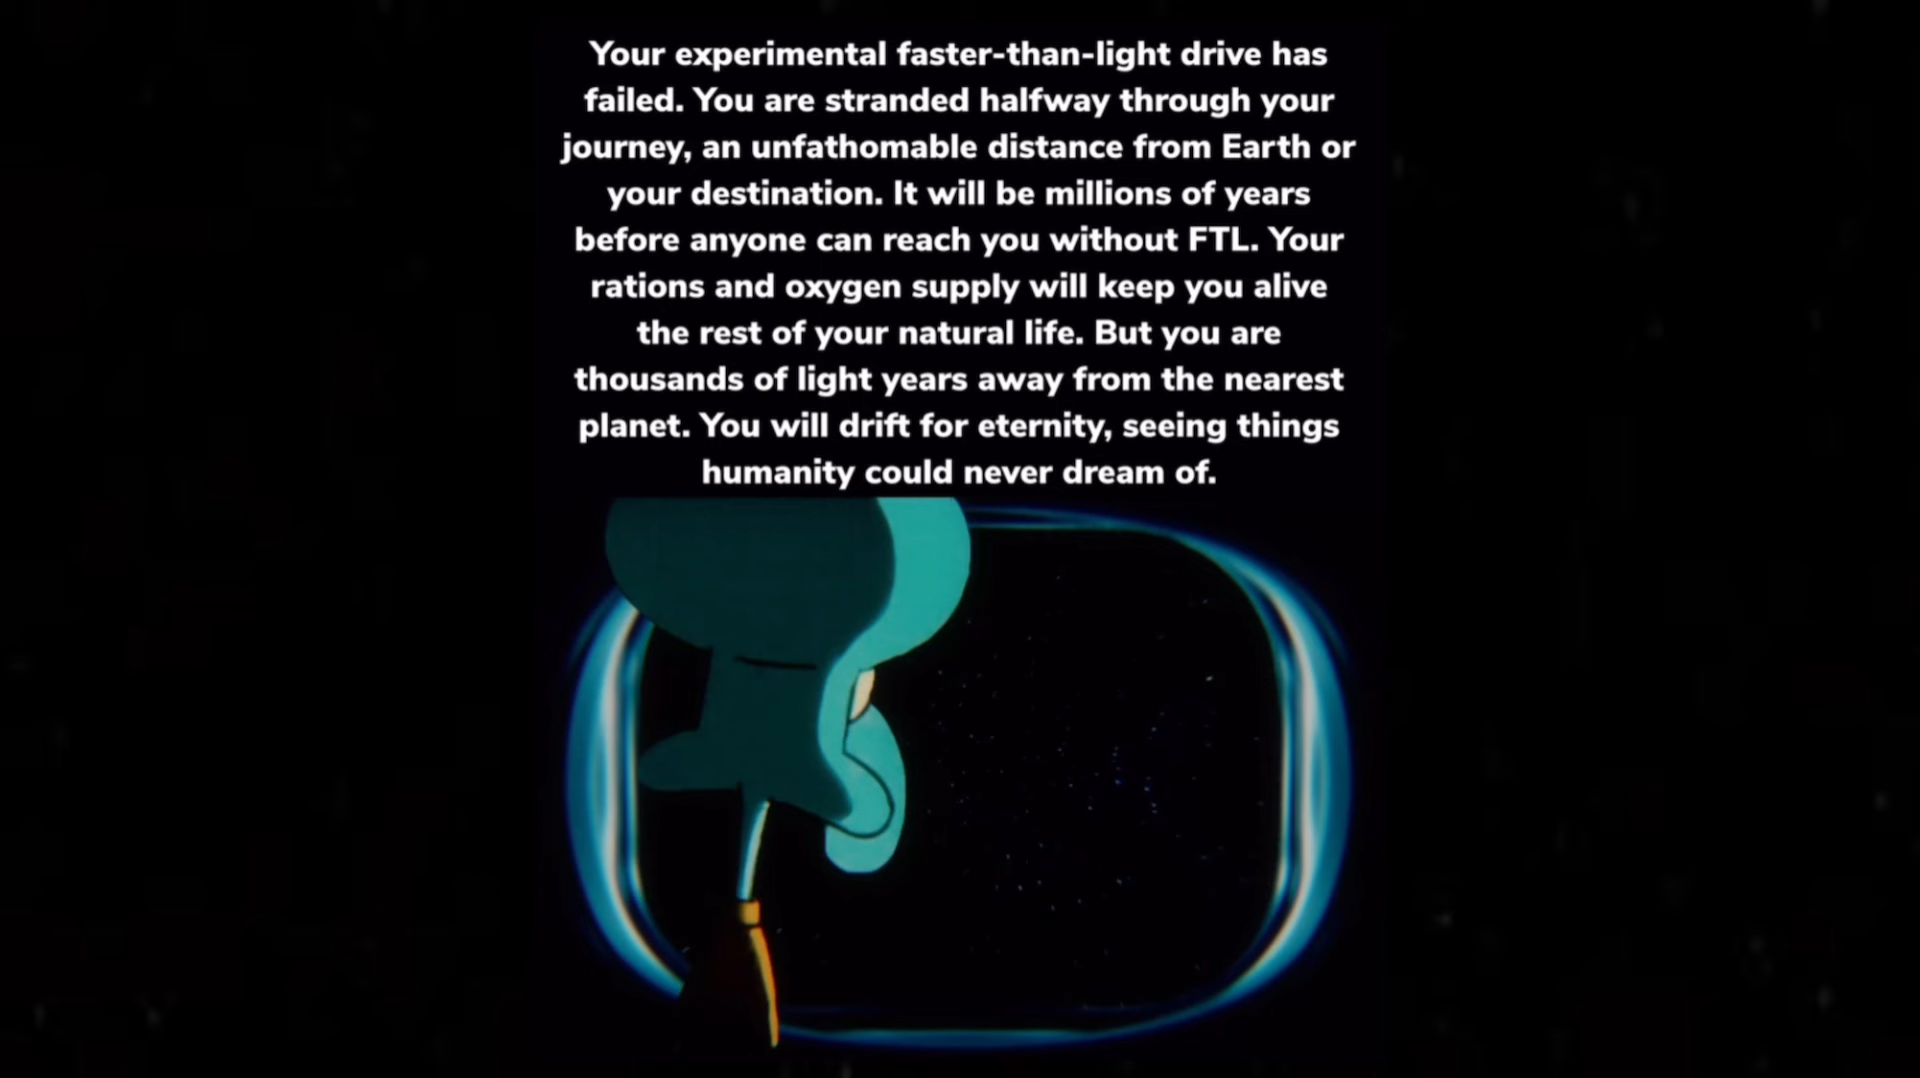 Your experimental faster-than-light drive has
failed. You are stranded halfway through your
journey, an unfathomable distance from Earth or
your destination. It will be millions of years
before anyone can reach you without FTL. Your
rations and oxygen supply will keep you alive
the rest of your natural life. But you are
thousands of light years away from the nearest
planet. You will drift for eternity, seeing things
humanity could never dream of.